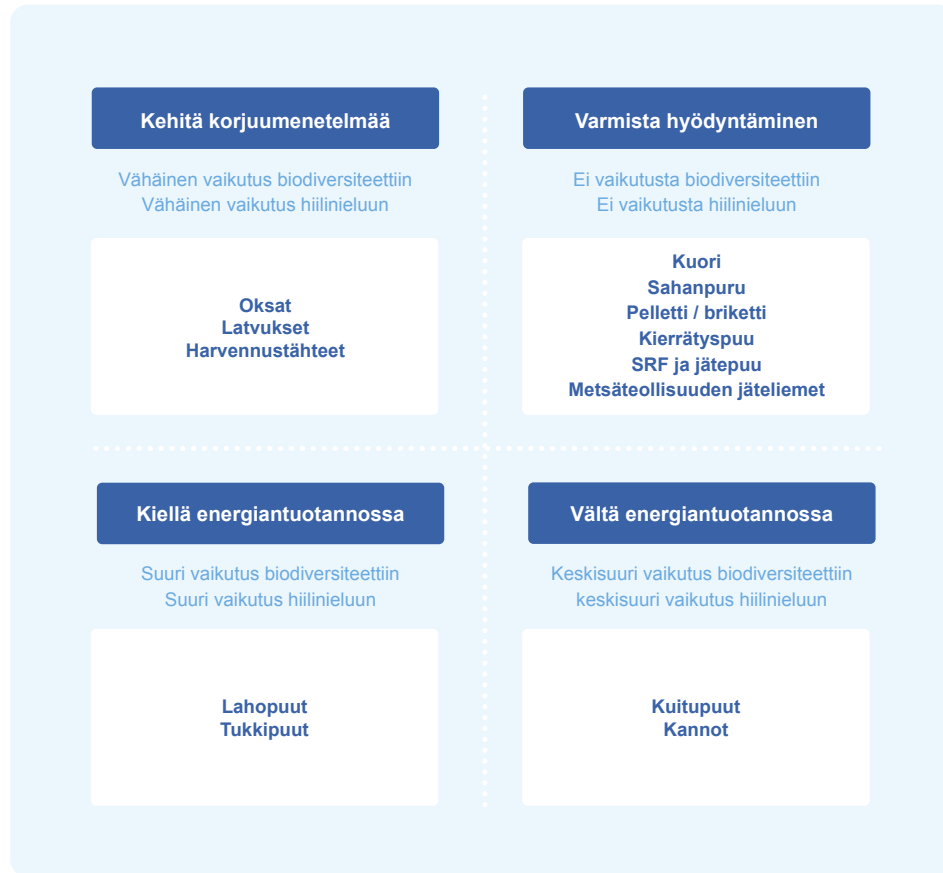 Kehitä korjuumenetelmää
Vähäinen vaikutus biodiversiteettiin
Vähäinen vaikutus hiilinieluun
Oksat
Latvukset
Harvennustähteet
Varmista hyödyntäminen
Ei vaikutusta biodiversiteettiin
Ei vaikutusta hiilinieluun
Kuori
Sahanpuru
Pelletti / briketti
Kierrätyspuu
SRF ja jätepuu
Metsäteollisuuden jäteliemet
Kiellä energiantuotannossa
Suuri vaikutus biodiversiteettiin
Suuri vaikutus hiilinieluun
Lahopuut
Tukkipuut
Vältä energiantuotannossa
Keskisuuri vaikutus biodiversiteettiin
keskisuuri vaikutus hiilinieluun
Kuitupuut
Kannot